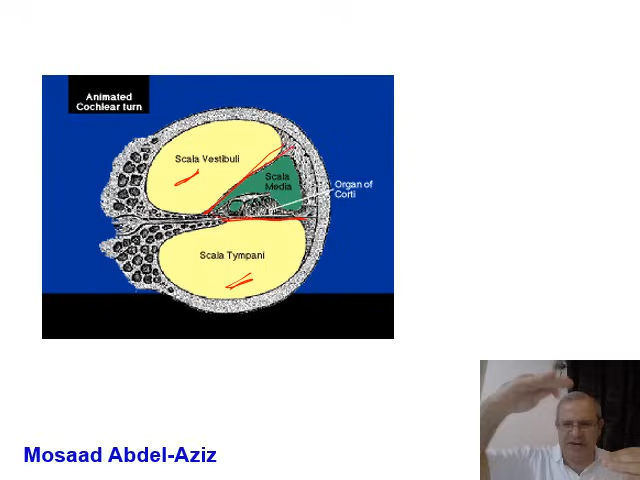 Animated
Cochlear turn
Scala Vestibuli
Scala
Media
Organ of
Corti
Scala Tympani
Mosaad Abdel-Aziz